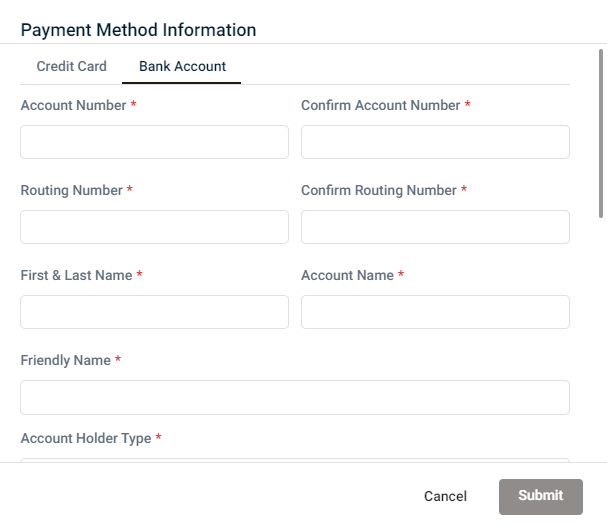 Payment Method Information
Credit Card Bank Account
Account Number * Confirm Account Number *
Routing Number * Confirm Routing Number *
First & Last Name * Account Name *
Friendly Name *
Account Holder Type *
Cancel Submit